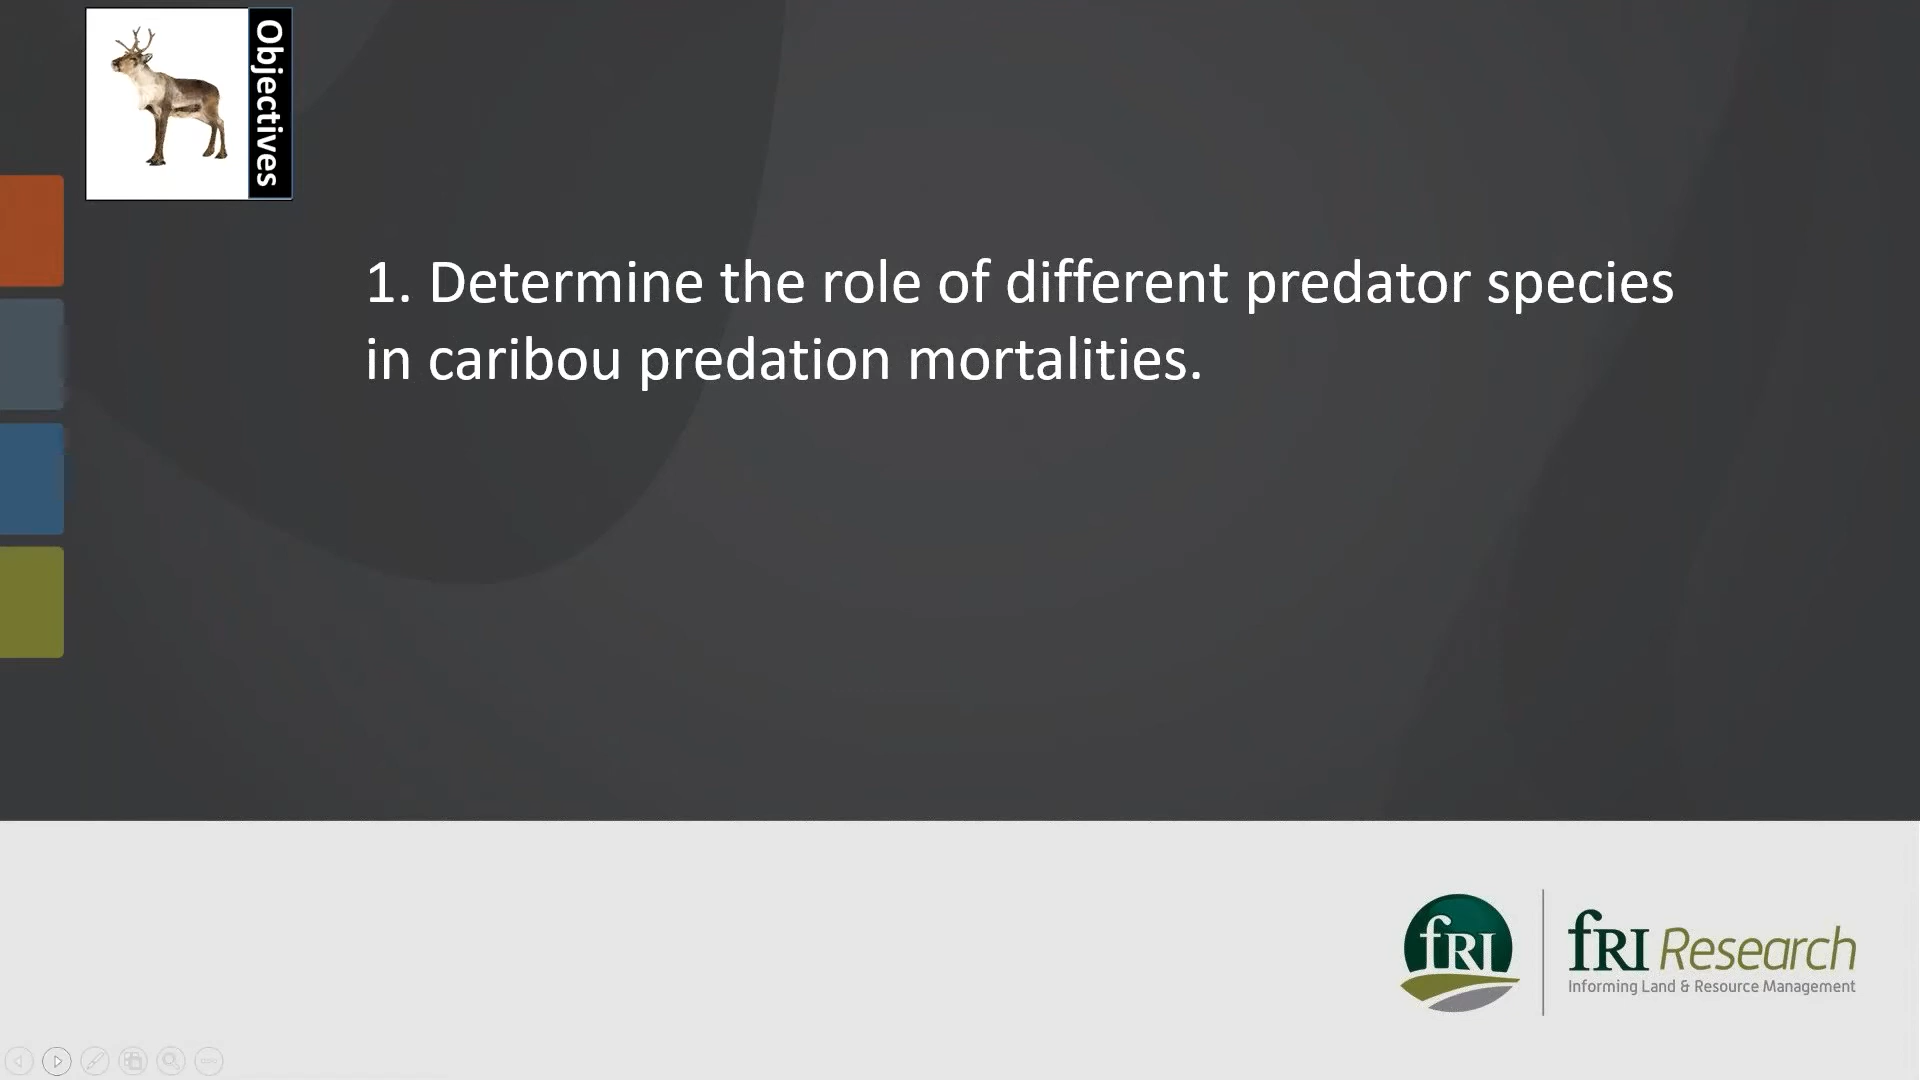 Objectives
1. Determine the role of different predator species
in caribou predation mortalities.
fRI
fRI Research
Informing Land & Resource Management